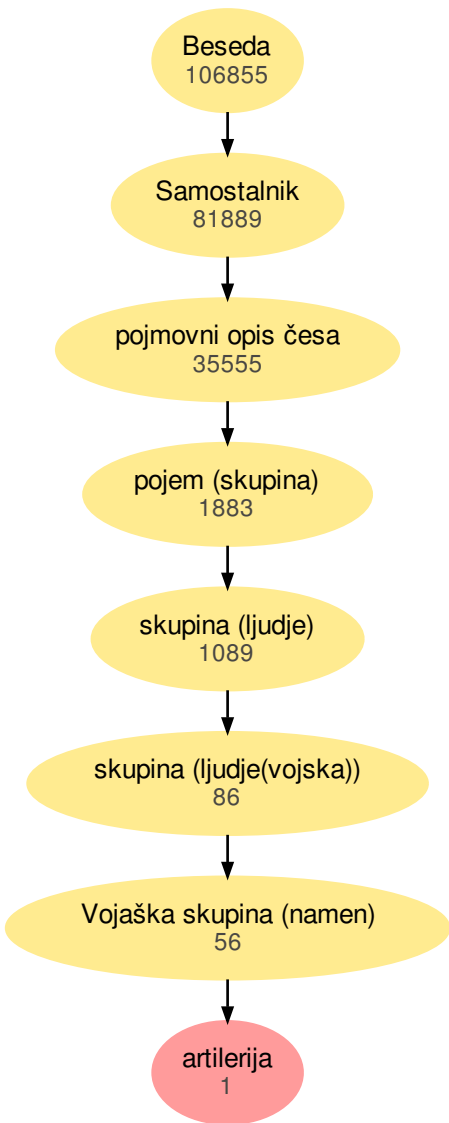 Beseda
106855
Samostalnik
81889
pojmovni opis česa
35555
pojem (skupina)
1883
skupina (ljudje)
1089
skupina (ljudje(vojska))
86
Vojaška skupina (namen)
56
artilerija
1